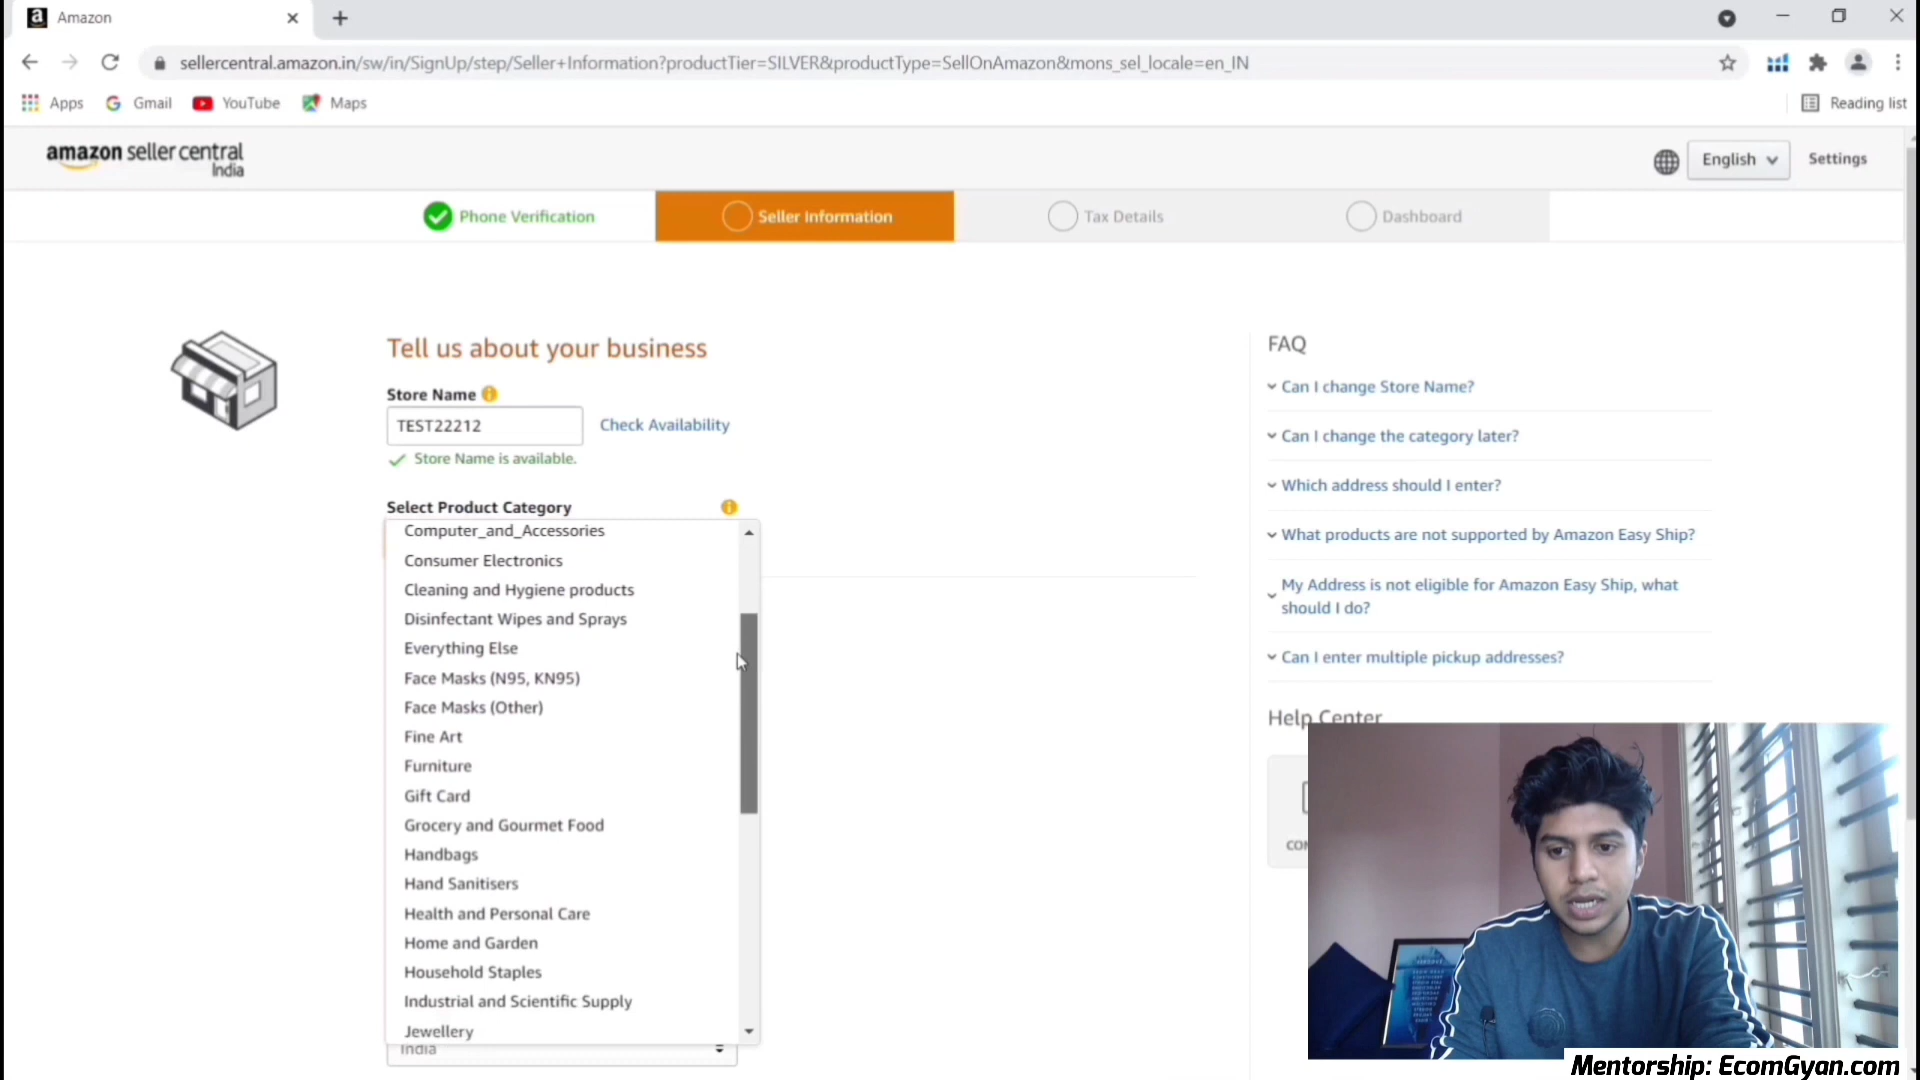 Amazon
sellercentral.amazon.in/sw/in/SignUp/step/Seller+Information?productTier=SILVER&productType=SellOnAmazon&mons_sel_locale=en_IN
Apps Gmail YouTube Maps Reading list
amazon seller central
India
English Settings
Phone Verification Seller Information Tax Details Dashboard
Tell us about your business
Store Name
TEST22212 Check Availability
Store Name is available.
Select Product Category
Computer_and_Accessories
Consumer Electronics
Cleaning and Hygiene products
Disinfectant Wipes and Sprays
Everything Else
Face Masks (N95, KN95)
Face Masks (Other)
Fine Art
Furniture
Gift Card
Grocery and Gourmet Food
Handbags
Hand Sanitisers
Health and Personal Care
Home and Garden
Household Staples
Industrial and Scientific Supply
Jewellery
India
FAQ
Can I change Store Name?
Can I change the category later?
Which address should I enter?
What products are not supported by Amazon Easy Ship?
My Address is not eligible for Amazon Easy Ship, what
should I do?
Can I enter multiple pickup addresses?
Help Center
Mentorship: EcomGyan.com